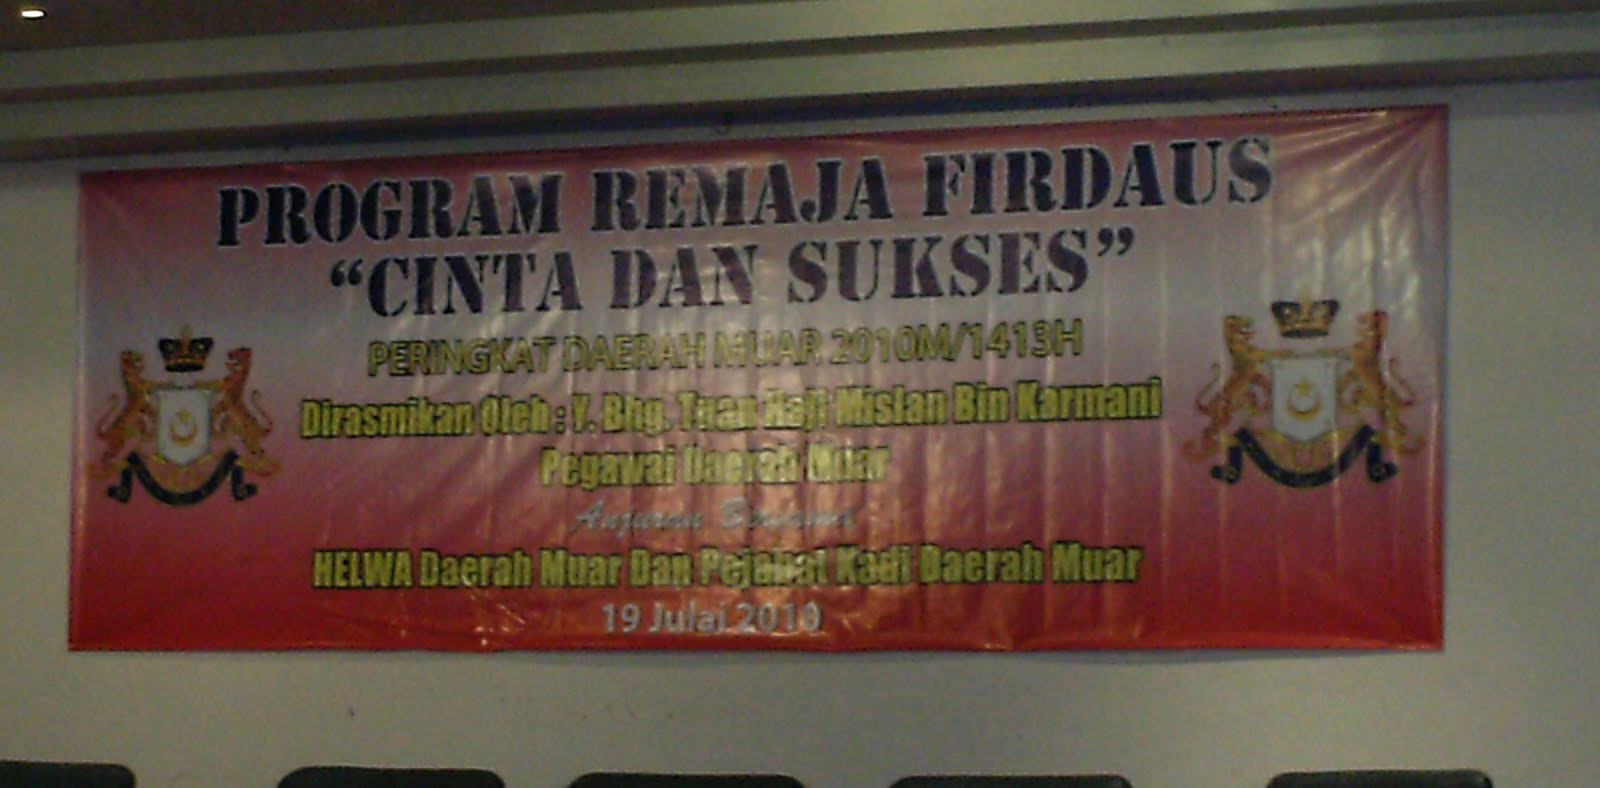 PROGRAM REMAJA FIRDAUS
“CINTA DAN SUKSES”
PERINGKAT DAERAH MUAR 2010M/1413H
Dirasmikan Oleh : Y. Bhg. Tuan Haji Mislan Bin Karmani
Pegawai Daerah Muar
Anjuran Bersama
HELWA Daerah Muar Dan Pejabat Kadi Daerah Muar
19 Julai 2010